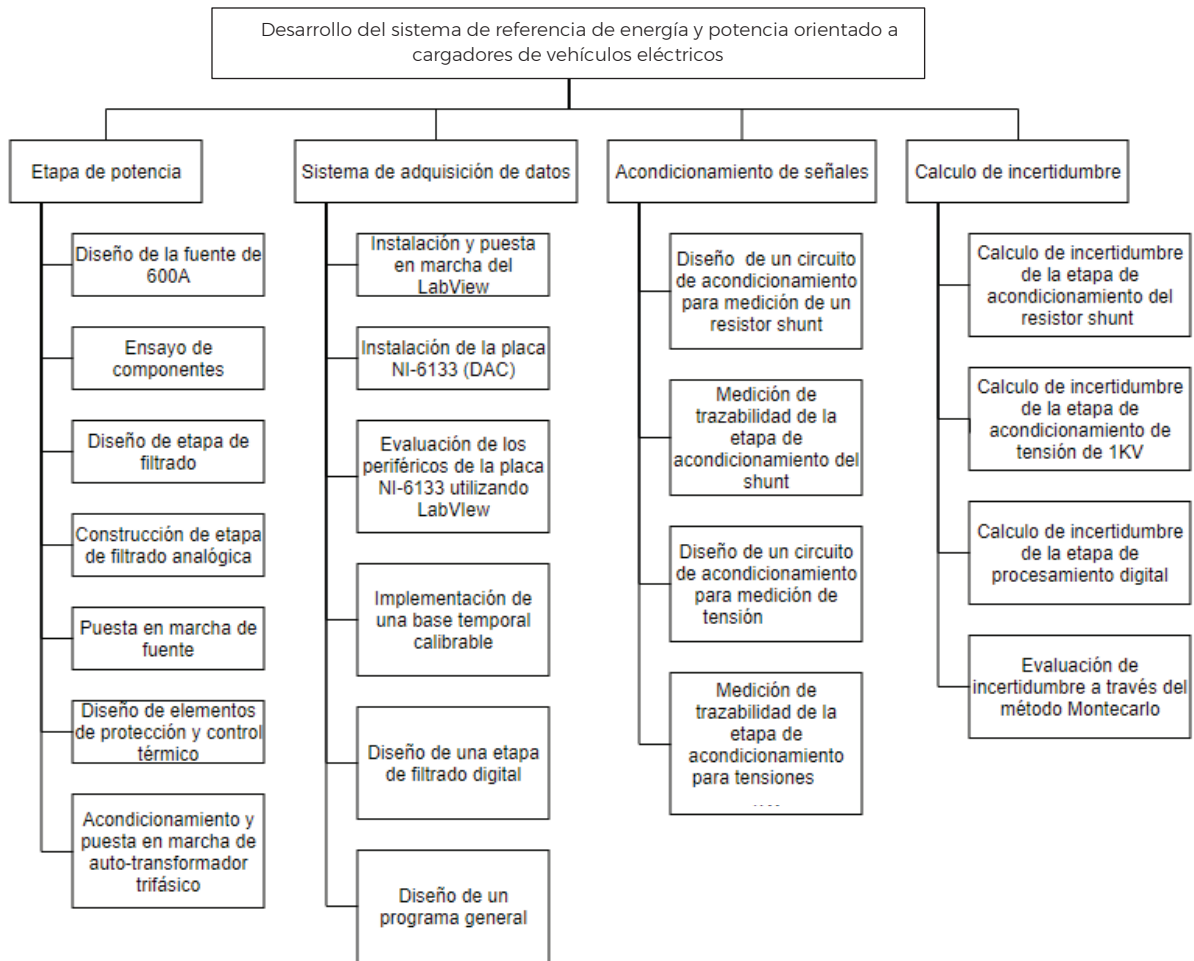 Desarrollo del sistema de referencia de energía y potencia orientado a
cargadores de vehículos eléctricos
Etapa de potencia
Diseño de la fuente de
600A
Ensayo de
componentes
Diseño de etapa de
filtrado
Construcción de etapa
de filtrado analógica
Puesta en marcha de
fuente
Diseño de elementos
de protección y control
térmico
Acondicionamiento y
puesta en marcha de
auto-transformador
trifásico
Sistema de adquisición de datos
Instalación y puesta
en marcha del
LabView
Instalación de la placa
NI-6133 (DAC)
Evaluación de los
periféricos de la placa
NI-6133 utilizando
LabVIew
Implementación de
una base temporal
calibrable
Diseño de una etapa
de filtrado digital
Diseño de un
programa general
Acondicionamiento de señales
Diseño de un circuito
de acondicionamiento
para medición de un
resistor shunt
Medición de
trazabilidad de la
etapa de
acondicionamiento del
shunt
Diseño de un circuito
de acondicionamiento
para medición de
tensión
Medición de
trazabilidad de la
etapa de
acondicionamiento
para tensiones
Calculo de incertidumbre
Calculo de incertidumbre
de la etapa de
acondicionamiento del
resistor shunt
Calculo de incertidumbre
de la etapa de
acondicionamiento de
tensión de 1KV
Calculo de incertidumbre
de la etapa de
procesamiento digital
Evaluación de
incertidumbre a través del
método Montecarlo